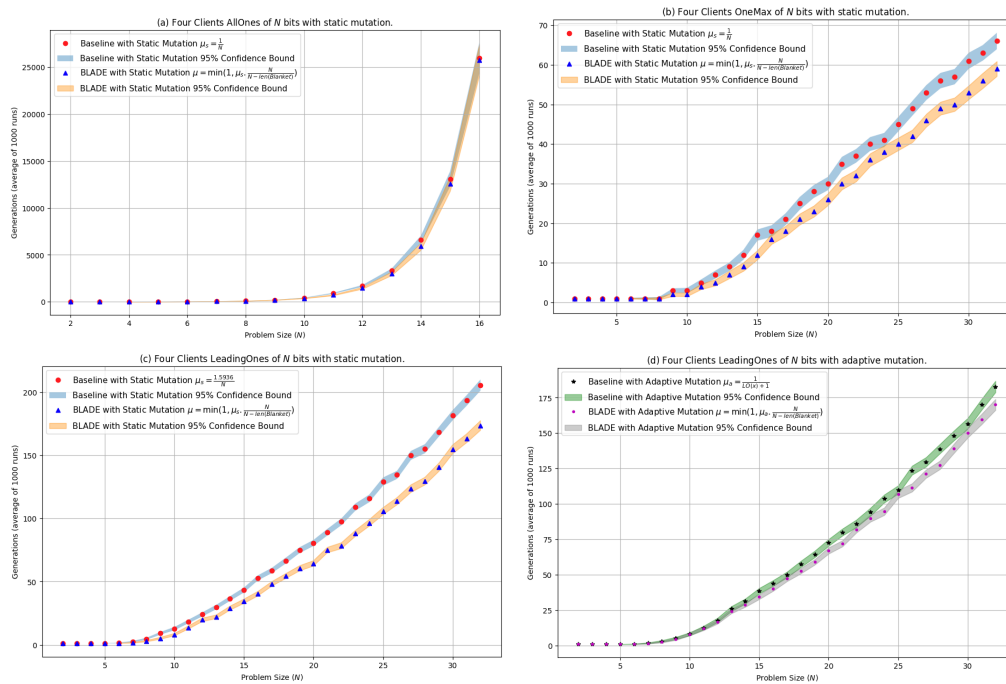 (a) Four Clients AllOnes of N bits with static mutation.
Baseline with Static Mutation μₛ = 1/N
Baseline with Static Mutation 95% Confidence Bound
BLADE with Static Mutation μ = min(1, μₛ. N/(N−len(Blanket)))
BLADE with Static Mutation 95% Confidence Bound
Generations (average of 1000 runs)
25000
20000
15000
10000
5000
0
2 4 6 8 10 12 14 16
Problem Size (N)
(b) Four Clients OneMax of N bits with static mutation.
Baseline with Static Mutation μₛ = 1/N
Baseline with Static Mutation 95% Confidence Bound
BLADE with Static Mutation μ = min(1, μₛ. N/(N−len(Blanket)))
BLADE with Static Mutation 95% Confidence Bound
Generations (average of 1000 runs)
70
60
50
40
30
20
10
0
5 10 15 20 25 30
Problem Size (N)
(c) Four Clients LeadingOnes of N bits with static mutation.
Baseline with Static Mutation μₛ = 1.5936/N
Baseline with Static Mutation 95% Confidence Bound
BLADE with Static Mutation μ = min(1, μₛ. N/(N−len(Blanket)))
BLADE with Static Mutation 95% Confidence Bound
Generations (average of 1000 runs)
200
150
100
50
0
5 10 15 20 25 30
Problem Size (N)
(d) Four Clients LeadingOnes of N bits with adaptive mutation.
Baseline with Adaptive Mutation μₐ = 1/(LO(x)+1)
Baseline with Adaptive Mutation 95% Confidence Bound
BLADE with Adaptive Mutation μ = min(1, μₐ. N/(N−len(Blanket)))
BLADE with Adaptive Mutation 95% Confidence Bound
Generations (average of 1000 runs)
175
150
125
100
75
50
25
0
5 10 15 20 25 30
Problem Size (N)